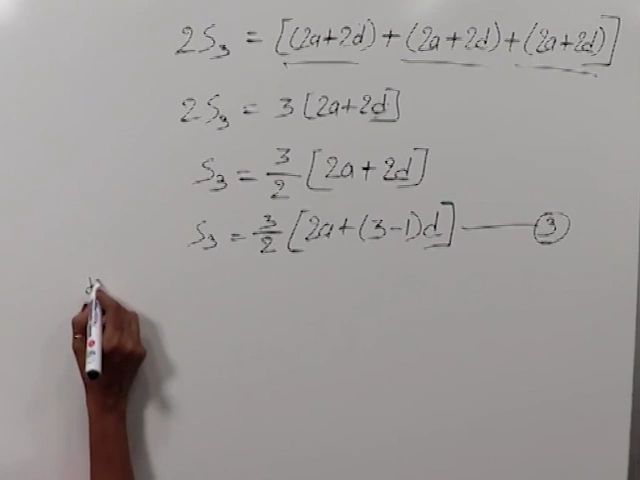 2S₃ = [(2a+2d)+(2a+2d)+(2a+2d)]
2S₃ = 3[2a+2d]
S₃ = 3/2 [2a+2d]
S₃ = 3/2 [2a+(3-1)d] —— ③